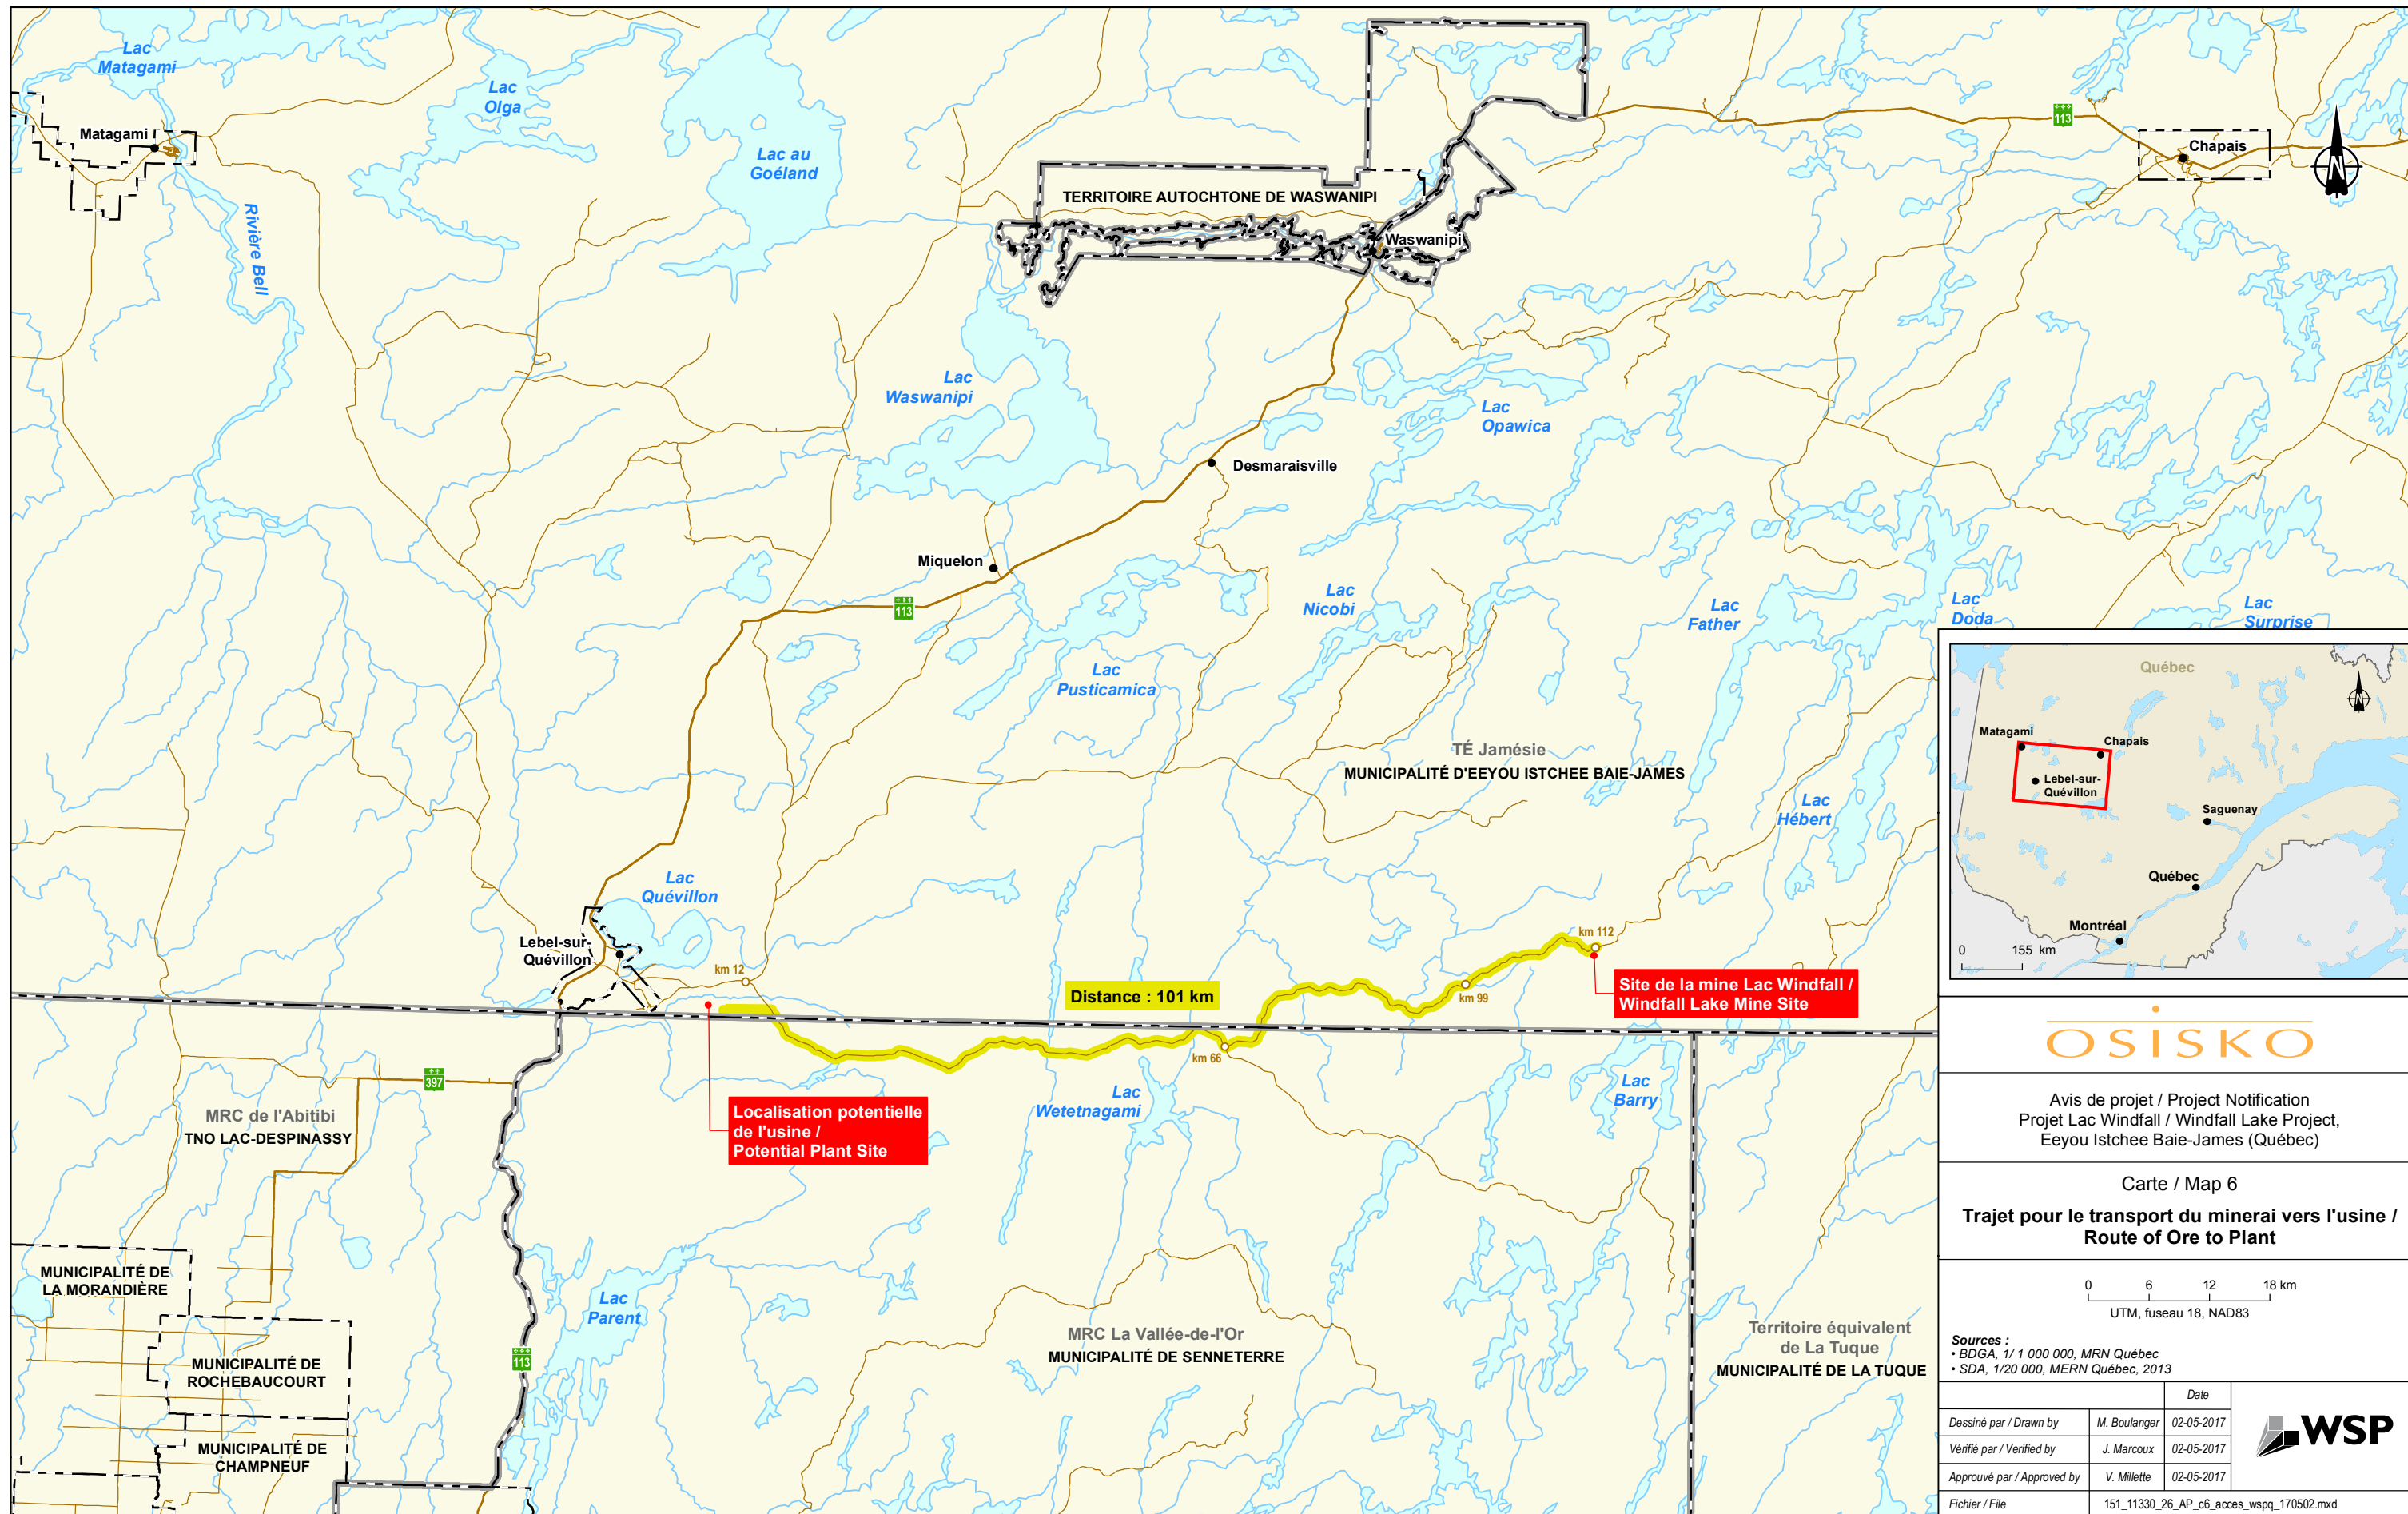 Lac
Matagami
Lac
Olga
Matagami
Lac au
Goéland
Rivière Bell
TERRITOIRE AUTOCHTONE DE WASWANIPI
Waswanipi
113
Chapais
N
Lac
Waswanipi
Lac
Opawica
Desmaraisville
Miquelon
113
Lac
Nicobi
Lac
Father
Lac
Doda
Lac
Surprise
Lac
Pusticamica
TÉ Jamésie
MUNICIPALITÉ D'EEYOU ISTCHEE BAIE-JAMES
Lac
Hébert
Lac
Quévillon
Lebel-sur-
Quévillon
km 12
Distance : 101 km
km 112
km 99
Site de la mine Lac Windfall /
Windfall Lake Mine Site
km 66
397
MRC de l'Abitibi
TNO LAC-DESPINASSY
Localisation potentielle
de l'usine /
Potential Plant Site
Lac
Wetetnagami
Lac
Barry
MUNICIPALITÉ DE
LA MORANDIÈRE
Lac
Parent
113
MUNICIPALITÉ DE
ROCHEBAUCOURT
MUNICIPALITÉ DE
CHAMPNEUF
MRC La Vallée-de-l'Or
MUNICIPALITÉ DE SENNETERRE
Territoire équivalent
de La Tuque
MUNICIPALITÉ DE LA TUQUE
Québec
N
Matagami
Chapais
Lebel-sur-
Quévillon
Saguenay
Québec
Montréal
0 155 km
OSISKO
Avis de projet / Project Notification
Projet Lac Windfall / Windfall Lake Project,
Eeyou Istchee Baie-James (Québec)
Carte / Map 6
Trajet pour le transport du minerai vers l'usine /
Route of Ore to Plant
0 6 12 18 km
UTM, fuseau 18, NAD83
Sources :
• BDGA, 1/ 1 000 000, MRN Québec
• SDA, 1/20 000, MERN Québec, 2013
Date
Dessiné par / Drawn by M. Boulanger 02-05-2017
Vérifié par / Verified by J. Marcoux 02-05-2017
Approuvé par / Approved by V. Millette 02-05-2017
WSP
Fichier / File 151_11330_26_AP_c6_acces_wspq_170502.mxd